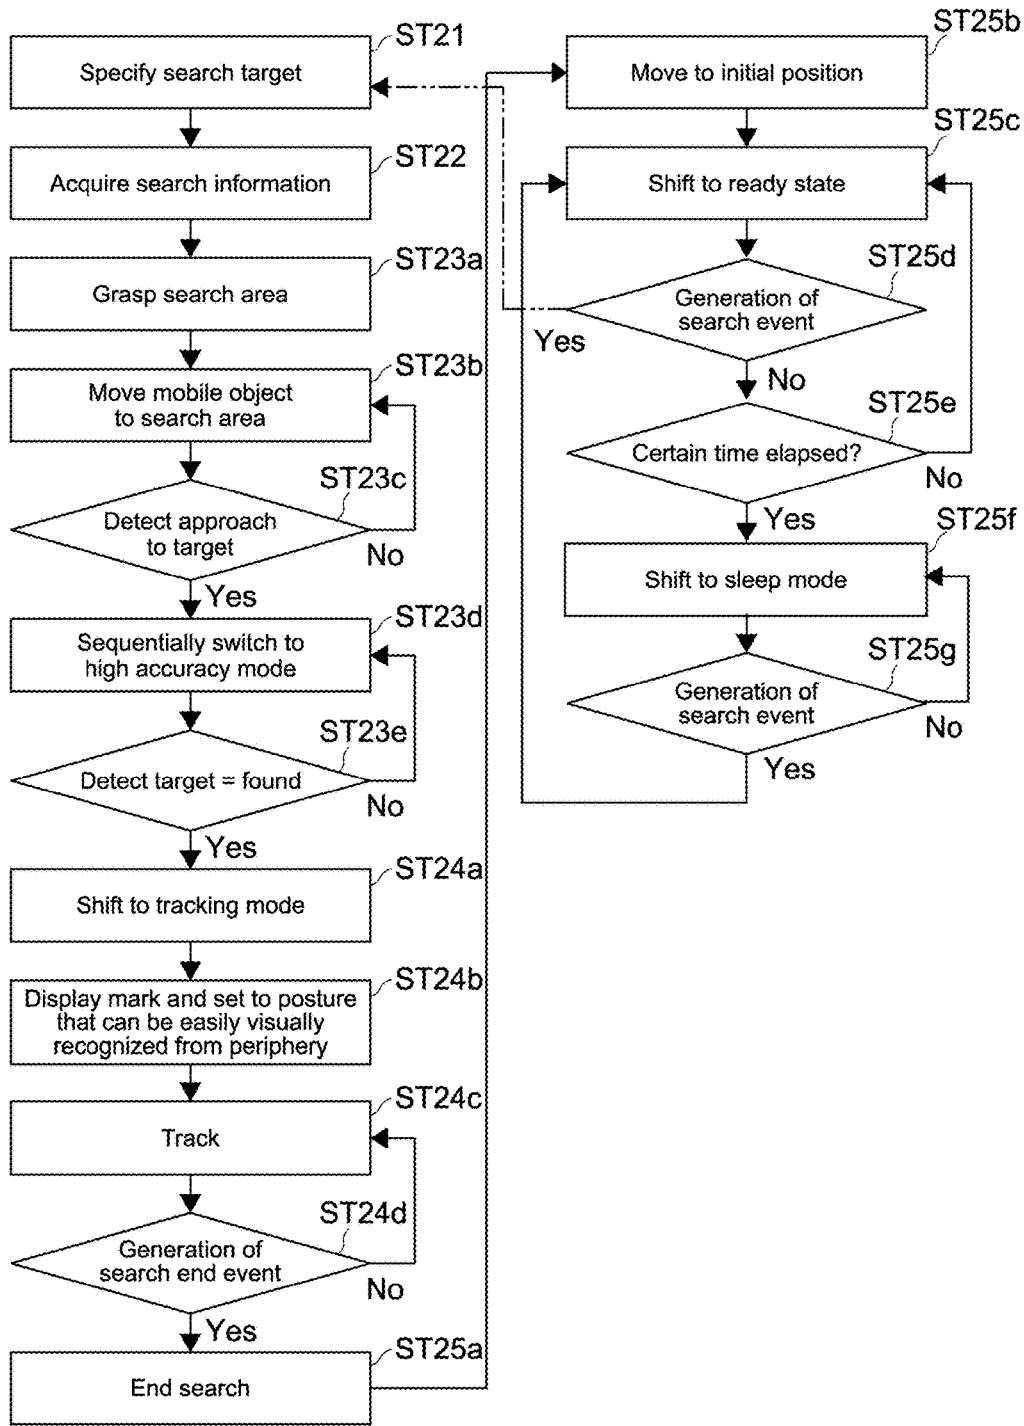 ST21
Specify search target
ST22
Acquire search information
ST23a
Grasp search area
ST23b
Move mobile object
to search area
ST23c
Detect approach
to target
No
Yes
ST23d
Sequentially switch to
high accuracy mode
ST23e
Detect target = found
No
Yes
ST24a
Shift to tracking mode
ST24b
Display mark and set to posture
that can be easily visually
recognized from periphery
ST24c
Track
ST24d
Generation of
search end event
No
Yes
ST25a
End search
ST25b
Move to initial position
ST25c
Shift to ready state
ST25d
Generation of
search event
Yes
No
ST25e
Certain time elapsed?
No
Yes
ST25f
Shift to sleep mode
ST25g
Generation of
search event
No
Yes